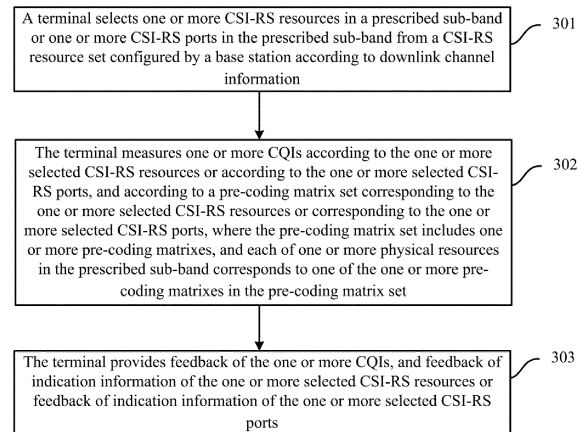 A terminal selects one or more CSI-RS resources in a prescribed sub-band
or one or more CSI-RS ports in the prescribed sub-band from a CSI-RS
resource set configured by a base station according to downlink channel
information
301
The terminal measures one or more CQIs according to the one or more
selected CSI-RS resources or according to the one or more selected CSI-
RS ports, and according to a pre-coding matrix set corresponding to the
one or more selected CSI-RS resources or corresponding to the one or
more selected CSI-RS ports, where the pre-coding matrix set includes one
or more pre-coding matrixes, and each of one or more physical resources
in the prescribed sub-band corresponds to one of the one or more pre-
coding matrixes in the pre-coding matrix set
302
The terminal provides feedback of the one or more CQIs, and feedback of
indication information of the one or more selected CSI-RS resources or
feedback of indication information of the one or more selected CSI-RS
ports
303